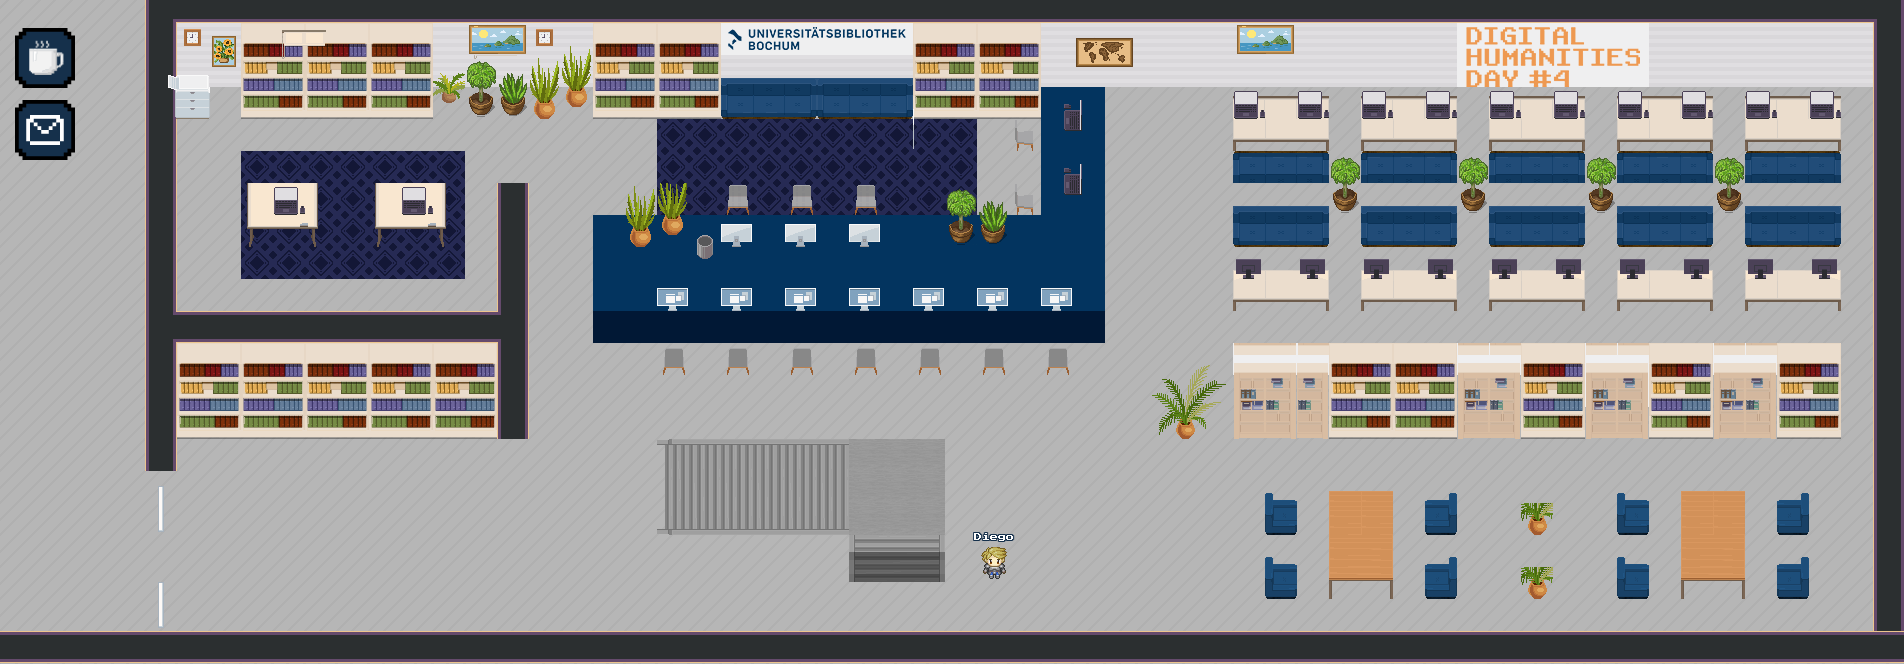 UNIVERSITÄTSBIBLIOTHEK
BOCHUM
DIGITAL
HUMANITIES
DAY #4
Diego